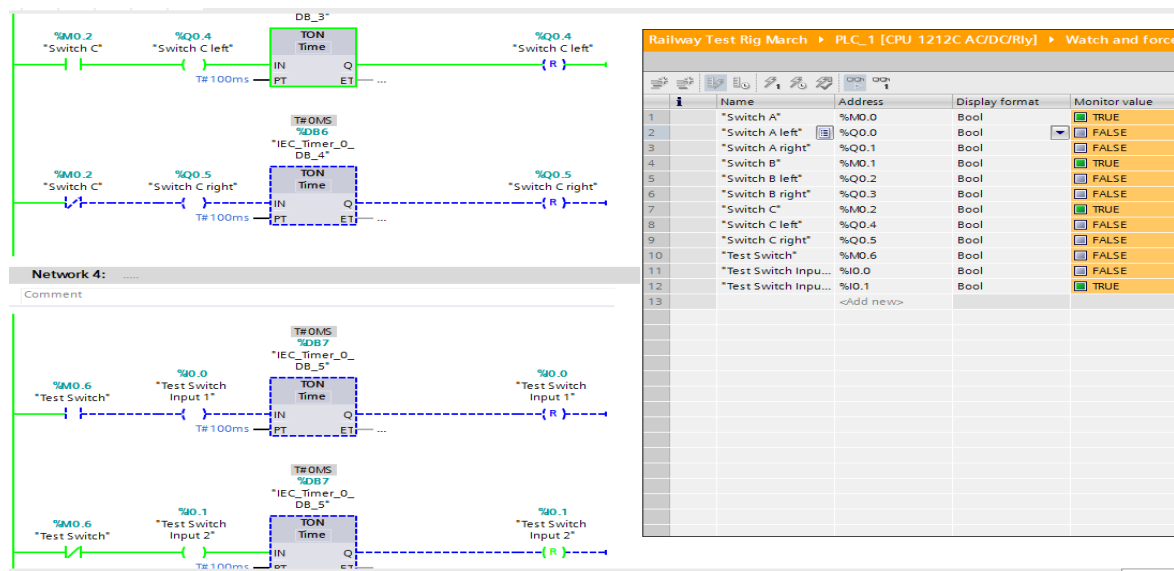 DB_3"
%M0.2 %Q0.4 TON %Q0.4
"Switch C" "Switch C left" Time "Switch C left"
IN Q R
T#100ms PT ET ...
T#0MS
%DB6
"IEC_Timer_0_
DB_4"
%M0.2 %Q0.5 TON %Q0.5
"Switch C" "Switch C right" Time "Switch C right"
IN Q R
T#100ms PT ET ...
Network 4: .....
Comment
T#0MS
%DB7
"IEC_Timer_0_
DB_5"
%I0.0 %I0.0
%M0.6 "Test Switch TON "Test Switch
"Test Switch" Input 1" Time Input 1"
IN Q R
T#100ms PT ET ...
T#0MS
%DB7
"IEC_Timer_0_
DB_5"
%I0.1 %I0.1
%M0.6 "Test Switch TON "Test Switch
"Test Switch" Input 2" Time Input 2"
IN Q R
T#100ms PT ET
Railway Test Rig March PLC_1 [CPU 1212C AC/DC/Rly] Watch and force
i Name Address Display format Monitor value
1 "Switch A" %M0.0 Bool TRUE
2 "Switch A left" %Q0.0 Bool FALSE
3 "Switch A right" %Q0.1 Bool FALSE
4 "Switch B" %M0.1 Bool TRUE
5 "Switch B left" %Q0.2 Bool FALSE
6 "Switch B right" %Q0.3 Bool FALSE
7 "Switch C" %M0.2 Bool TRUE
8 "Switch C left" %Q0.4 Bool FALSE
9 "Switch C right" %Q0.5 Bool FALSE
10 "Test Switch" %M0.6 Bool FALSE
11 "Test Switch Inpu... %I0.0 Bool FALSE
12 "Test Switch Inpu... %I0.1 Bool TRUE
13 <Add new>